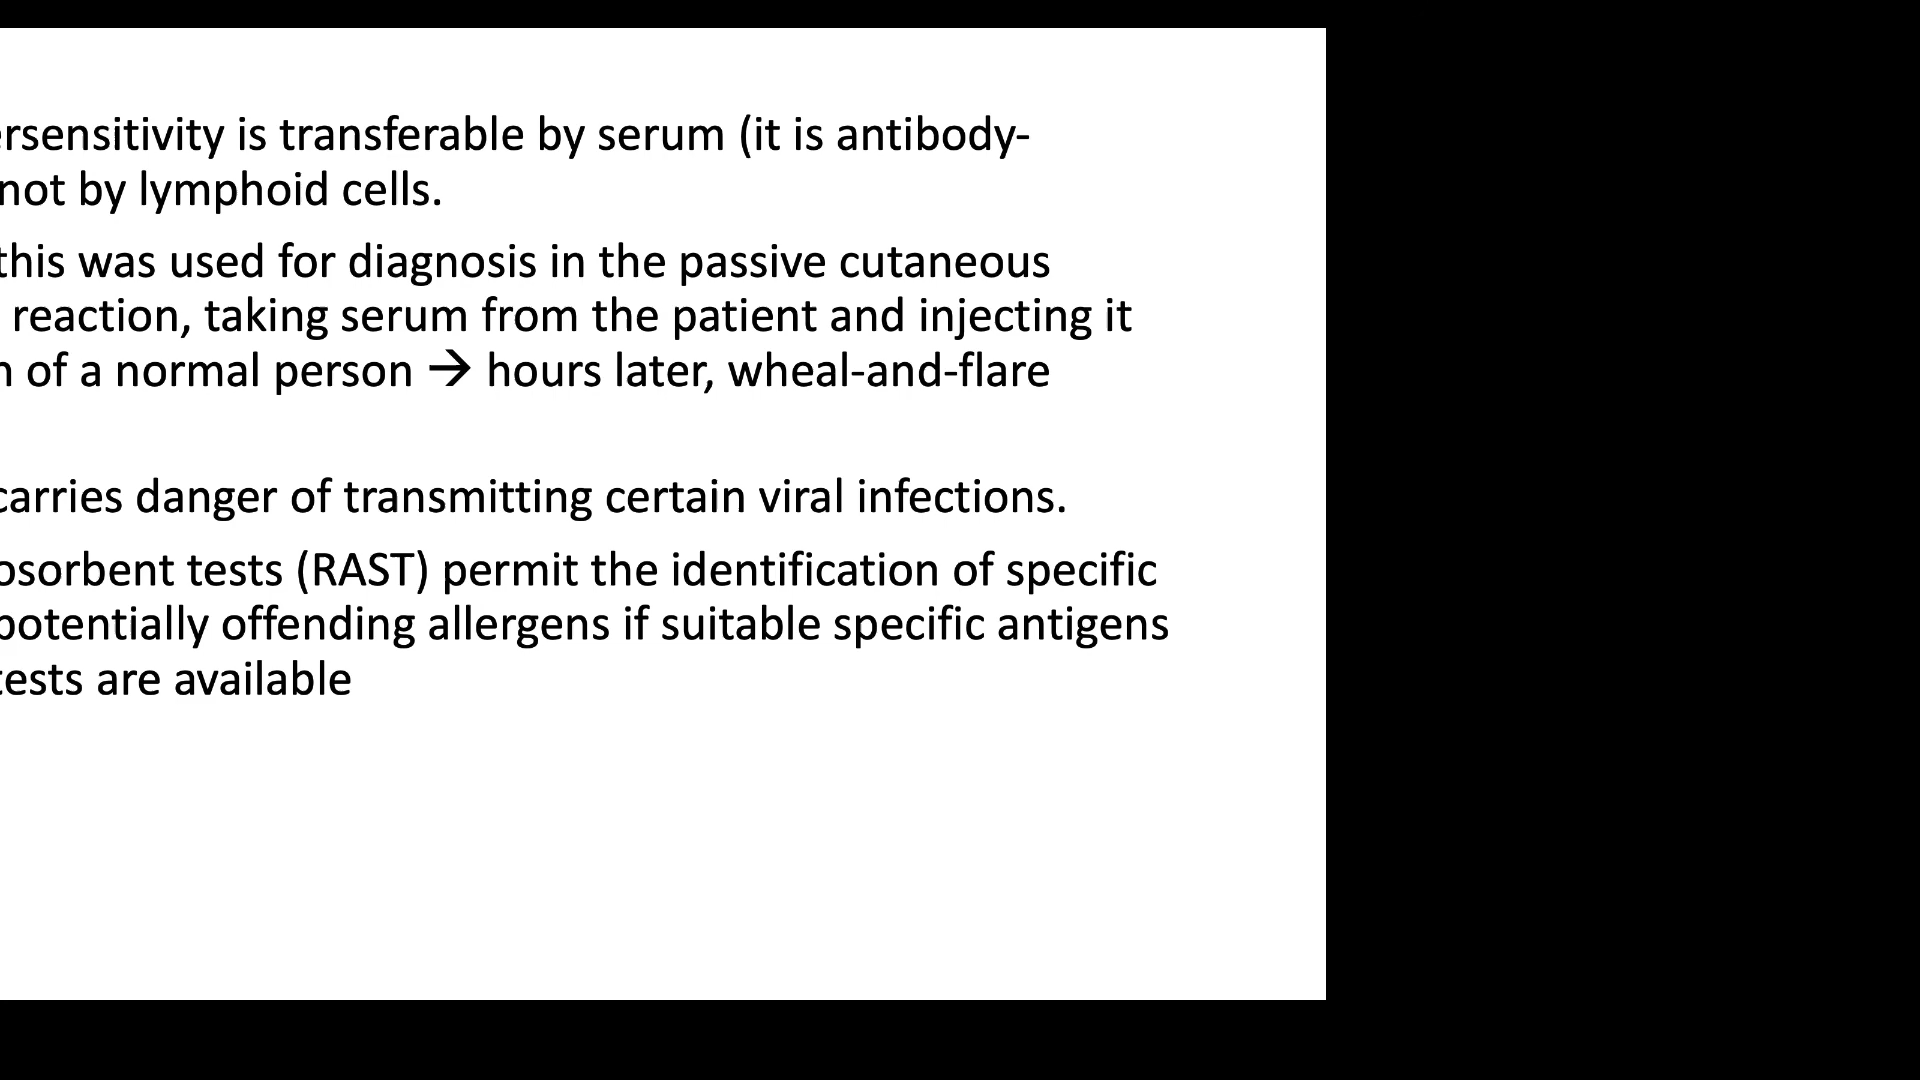 rsensitivity is transferable by serum (it is antibody-
not by lymphoid cells.
this was used for diagnosis in the passive cutaneous
reaction, taking serum from the patient and injecting it
of a normal person → hours later, wheal-and-flare
carries danger of transmitting certain viral infections.
osorbent tests (RAST) permit the identification of specific
potentially offending allergens if suitable specific antigens
tests are available